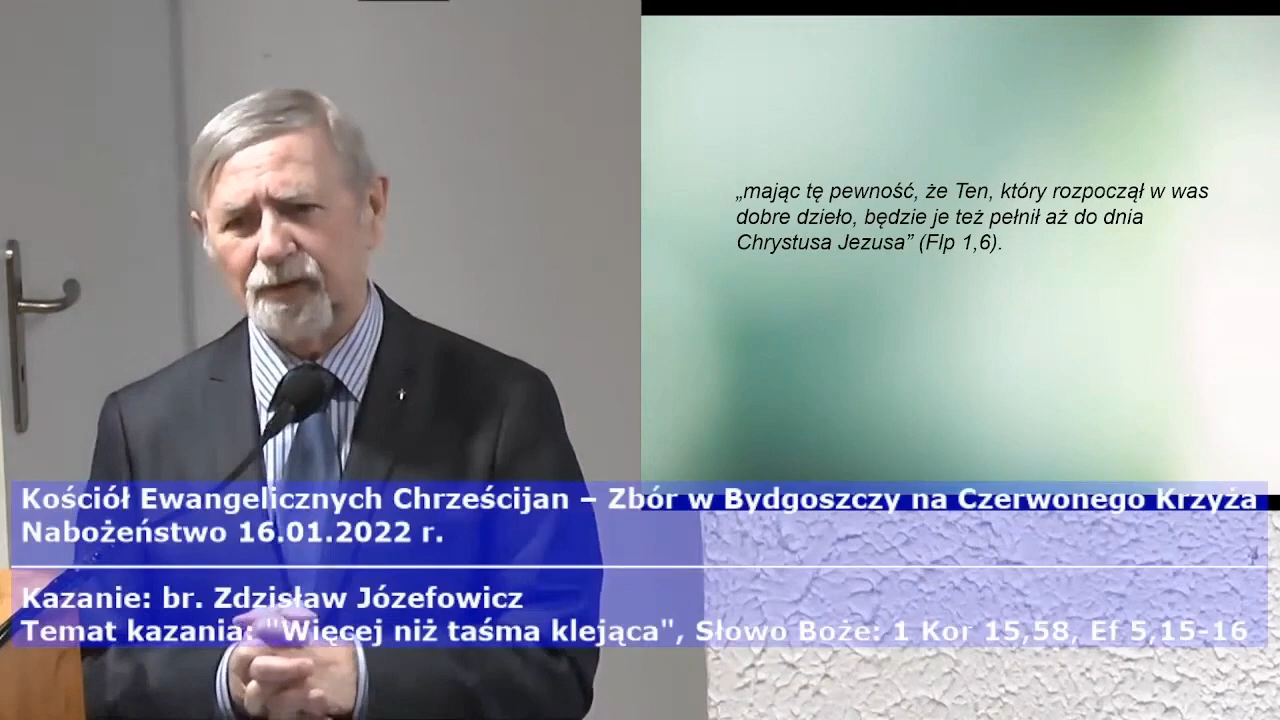 „mając tę pewność, że Ten, który rozpoczął w was
dobre dzieło, będzie je też pełnił aż do dnia
Chrystusa Jezusa” (Flp 1,6).
Kościół Ewangelicznych Chrześcijan – Zbór w Bydgoszczy na Czerwonego Krzyża
Nabożeństwo 16.01.2022 r.
Kazanie: br. Zdzisław Józefowicz
Temat kazania: "Więcej niż taśma klejąca", Słowo Boże: 1 Kor 15,58, Ef 5,15-16